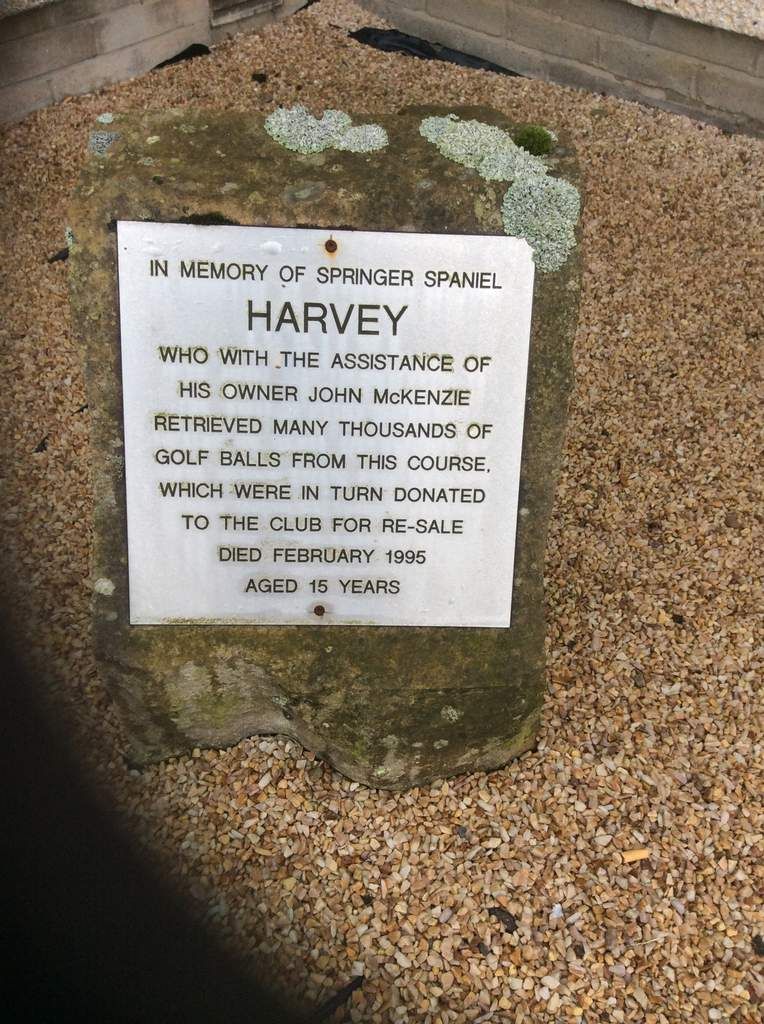 IN MEMORY OF SPRINGER SPANIEL
HARVEY
WHO WITH THE ASSISTANCE OF
HIS OWNER JOHN McKENZIE
RETRIEVED MANY THOUSANDS OF
GOLF BALLS FROM THIS COURSE,
WHICH WERE IN TURN DONATED
TO THE CLUB FOR RE-SALE
DIED FEBRUARY 1995
AGED 15 YEARS